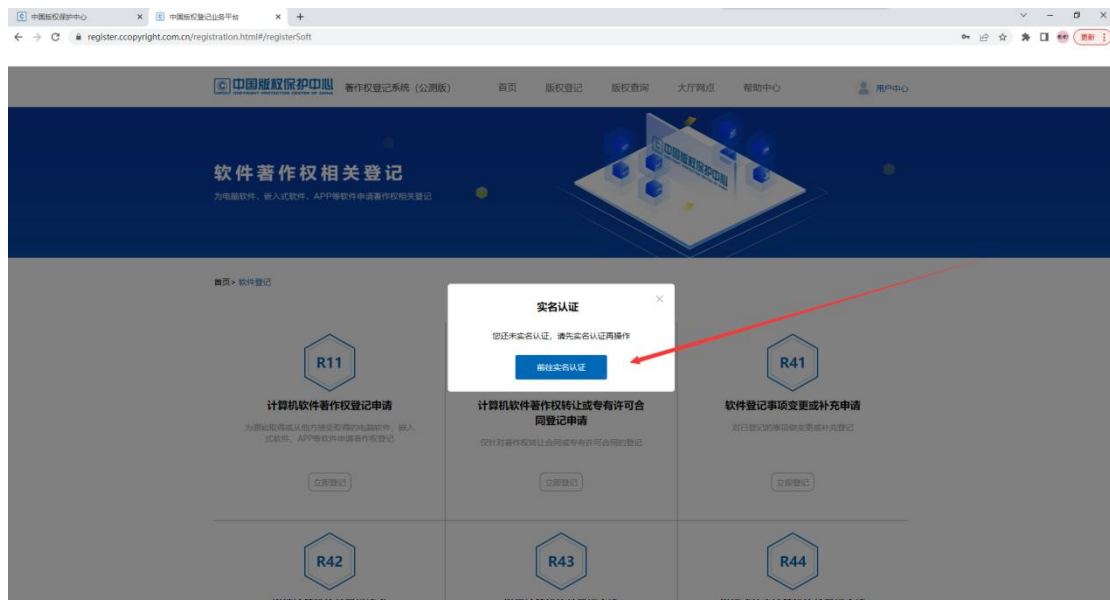 中国版权保护中心
中国版权登记业务平台
register.ccopyright.com.cn/registration.html#/registerSoft
更新
中国版权保护中心
著作权登记系统（公测版）
首页
版权登记
版权查询
大厅网点
帮助中心
用户中心
中国版权保护中心
软件著作权相关登记
为电脑软件、嵌入式软件、APP等软件申请著作权相关登记
首页> 软件登记
实名认证
您还未实名认证，请先实名认证再操作
前往实名认证
R11
计算机软件著作权登记申请
为原始取得或从他方继受取得的电脑软件、嵌入
式软件、APP等软件申请著作权登记
立即登记
计算机软件著作权转让或专有许可合
同登记申请
仅针对著作权转让合同或专有许可合同的登记
立即登记
R41
软件登记事项变更或补充申请
对已登记的事项做变更或补充登记
立即登记
R42
R43
R44